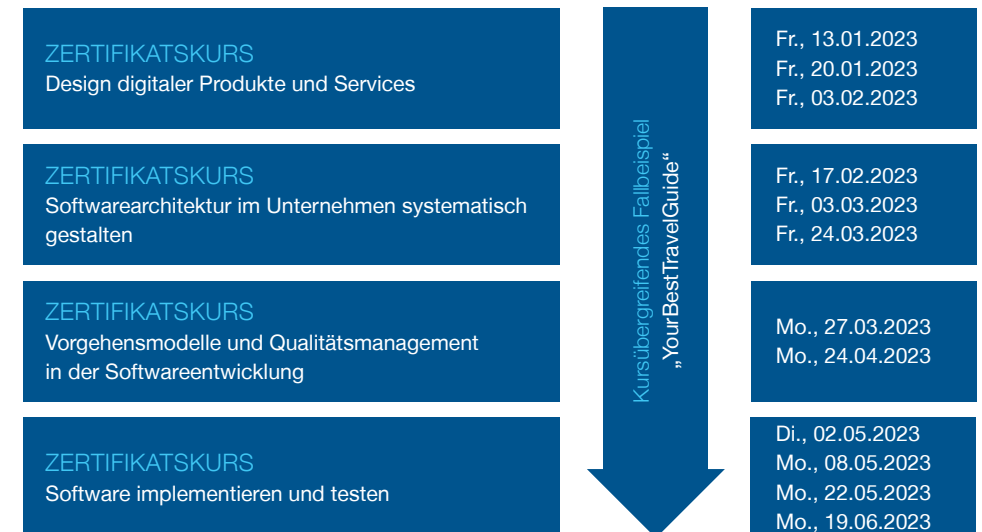 ZERTIFIKATSKURS
Design digitaler Produkte und Services
Fr., 13.01.2023
Fr., 20.01.2023
Fr., 03.02.2023
ZERTIFIKATSKURS
Softwarearchitektur im Unternehmen systematisch
gestalten
Fr., 17.02.2023
Fr., 03.03.2023
Fr., 24.03.2023
ZERTIFIKATSKURS
Vorgehensmodelle und Qualitätsmanagement
in der Softwareentwicklung
Mo., 27.03.2023
Mo., 24.04.2023
ZERTIFIKATSKURS
Software implementieren und testen
Di., 02.05.2023
Mo., 08.05.2023
Mo., 22.05.2023
Mo., 19.06.2023
Kursübergreifendes Fallbeispiel
„YourBestTravelGuide“